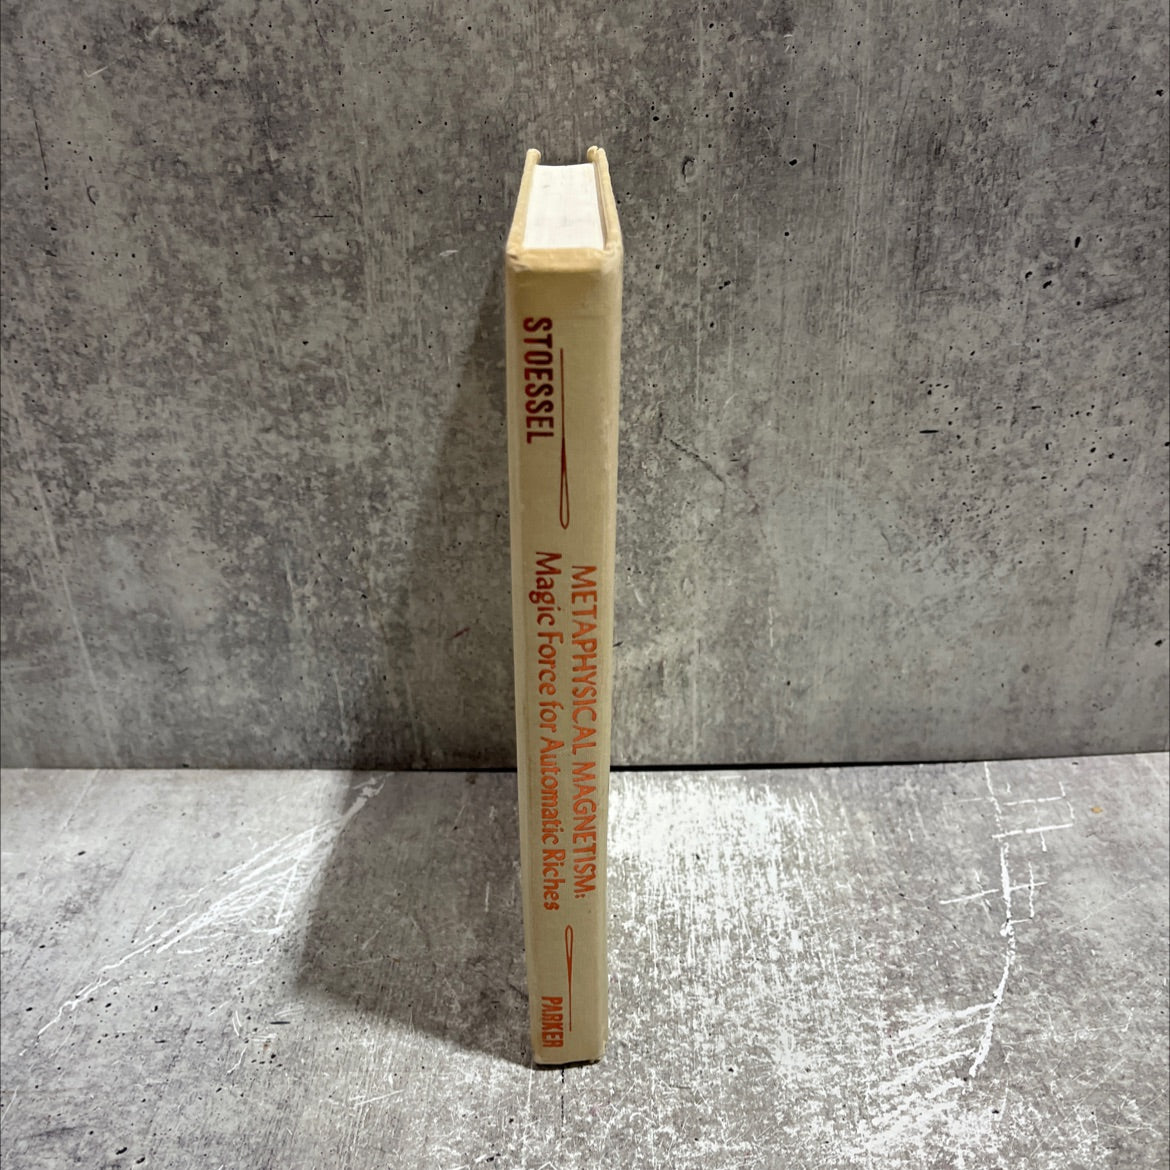 STOESSEL
METAPHYSICAL MAGNETISM:
Magic Force for Automatic Riches
PARKER